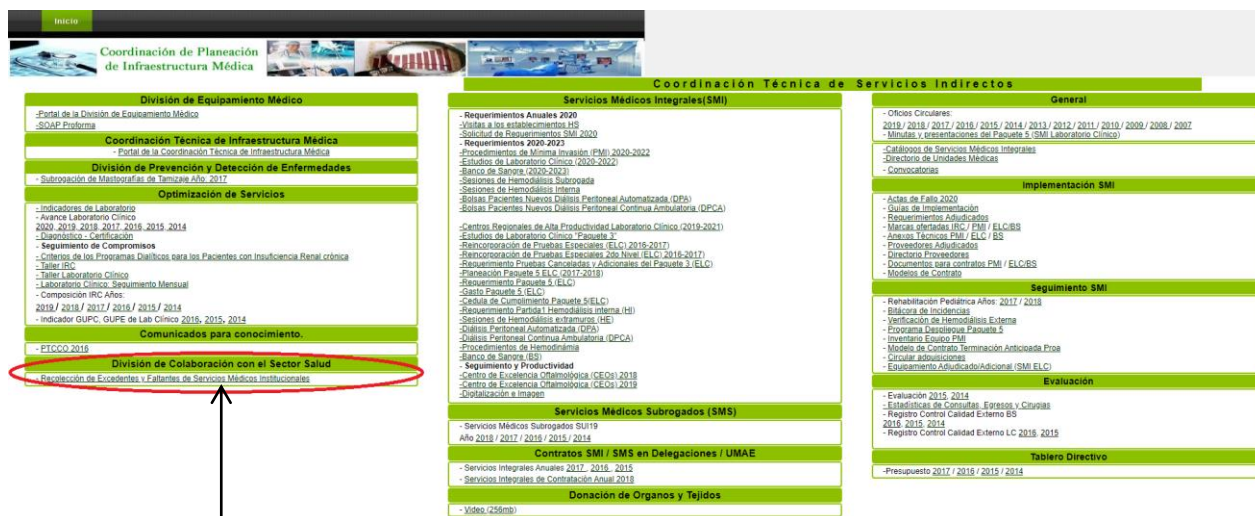 Inicio
Coordinación de Planeación
de Infraestructura Médica
Coordinación Técnica de Servicios Indirectos
División de Equipamiento Médico
-Portal de la División de Equipamiento Médico
-SOAP Proforma
Coordinación Técnica de Infraestructura Médica
- Portal de la Coordinación Técnica de Infraestructura Médica
División de Prevención y Detección de Enfermedades
- Subrogación de Mastografías de Tamizaje Año: 2017
Optimización de Servicios
- Indicadores de Laboratorio
- Avance Laboratorio Clínico
2020, 2019, 2018, 2017, 2016, 2015, 2014
- Diagnóstico - Certificación
- Seguimiento de Compromisos
- Criterios de los Programas Dialíticos para los Pacientes con Insuficiencia Renal crónica
- Taller IRC
- Taller Laboratorio Clínico
- Laboratorio Clínico: Seguimiento Mensual
- Composición IRC Años:
2019 / 2018 / 2017 / 2016 / 2015 / 2014
- Indicador GUPC, GUPE de Lab Clínico 2016, 2015, 2014
Comunicados para conocimiento.
- PTCCO 2016
División de Colaboración con el Sector Salud
- Recolección de Excedentes y Faltantes de Servicios Médicos Institucionales
Servicios Médicos Integrales(SMI)
- Requerimientos Anuales 2020
-Visitas a los establecimientos HS
-Solicitud de Requerimientos SMI 2020
- Requerimientos 2020-2023
-Procedimientos de Mínima Invasión (PMI) 2020-2022
-Estudios de Laboratorio Clínico (2020-2022)
-Banco de Sangre (2020-2023)
-Sesiones de Hemodiálisis Subrogada
-Sesiones de Hemodiálisis Interna
-Bolsas Pacientes Nuevos Diálisis Peritoneal Automatizada (DPA)
-Bolsas Pacientes Nuevos Diálisis Peritoneal Continua Ambulatoria (DPCA)
-Centros Regionales de Alta Productividad Laboratorio Clínico (2019-2021)
-Estudios de Laboratorio Clínico "Paquete 3"
-Reincorporación de Pruebas Especiales (ELC) 2016-2017)
-Reincorporación de Pruebas Especiales 2do Nivel (ELC) 2016-2017)
-Requerimiento Pruebas Canceladas y Adicionales del Paquete 3 (ELC)
-Planeación Paquete 5 ELC (2017-2018)
-Requerimiento Paquete 5 (ELC)
-Gasto Paquete 5 (ELC)
-Cedula de Cumplimiento Paquete 5(ELC)
-Requerimiento Partida1 Hemodiálisis interna (HI)
-Sesiones de Hemodiálisis extramuros (HE)
-Diálisis Peritoneal Automatizada (DPA)
-Diálisis Peritoneal Continua Ambulatoria (DPCA)
-Procedimientos de Hemodinámia
-Banco de Sangre (BS)
- Seguimiento y Productividad
-Centro de Excelencia Oftalmológica (CEOs) 2018
-Centro de Excelencia Oftalmológica (CEOs) 2019
-Digitalización e Imagen
Servicios Médicos Subrogados (SMS)
- Servicios Médicos Subrogados SUI19
Año 2018 / 2017 / 2016 / 2015 / 2014
Contratos SMI / SMS en Delegaciones / UMAE
- Servicios Integrales Anuales 2017 , 2016 , 2015
- Servicios Integrales de Contratación Anual 2018
Donación de Organos y Tejidos
- Video (256mb)
General
- Oficios Circulares:
2019 / 2018 / 2017 / 2016 / 2015 / 2014 / 2013 / 2012 / 2011 / 2010 / 2009 / 2008 / 2007
- Minutas y presentaciones del Paquete 5 (SMI Laboratorio Clínico)
-Catálogos de Servicios Médicos Integrales
-Directorio de Unidades Médicas
- Convocatorias
Implementación SMI
- Actas de Fallo 2020
- Guías de Implementación
- Requerimientos Adjudicados
- Marcas ofertadas IRC / PMI / ELC/BS
- Anexos Técnicos PMI / ELC / BS
- Proveedores Adjudicados
- Directorio Proveedores
- Documentos para contratos PMI / ELC/BS
- Modelos de Contrato
Seguimiento SMI
- Rehabilitación Pediátrica Años: 2017 / 2018
- Bitácora de Incidencias
- Verificación de Hemodiálisis Externa
- Programa Despliegue Paquete 5
- Inventario Equipo PMI
- Modelo de Contrato Terminación Anticipada Proa
- Circular adquisiciones
- Equipamiento Adjudicado/Adicional (SMI ELC)
Evaluación
- Evaluación 2015, 2014
- Estadísticas de Consultas, Egresos y Cirugías
- Registro Control Calidad Externo BS
2016, 2015, 2014
- Registro Control Calidad Externo LC 2016, 2015
Tablero Directivo
-Presupuesto 2017 / 2016 / 2015 / 2014